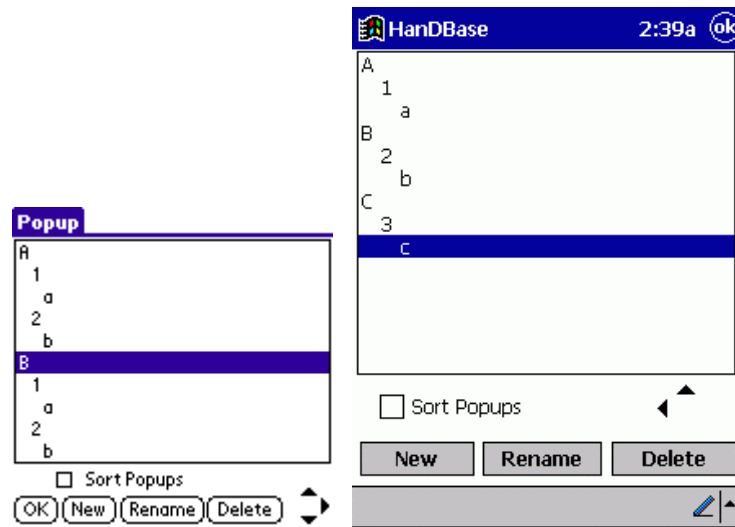 Popup
A
1
a
2
b
B
1
a
2
b
Sort Popups
OK New Rename Delete
HanDBase 2:39a ok
A
1
a
B
2
b
C
3
c
Sort Popups
New Rename Delete